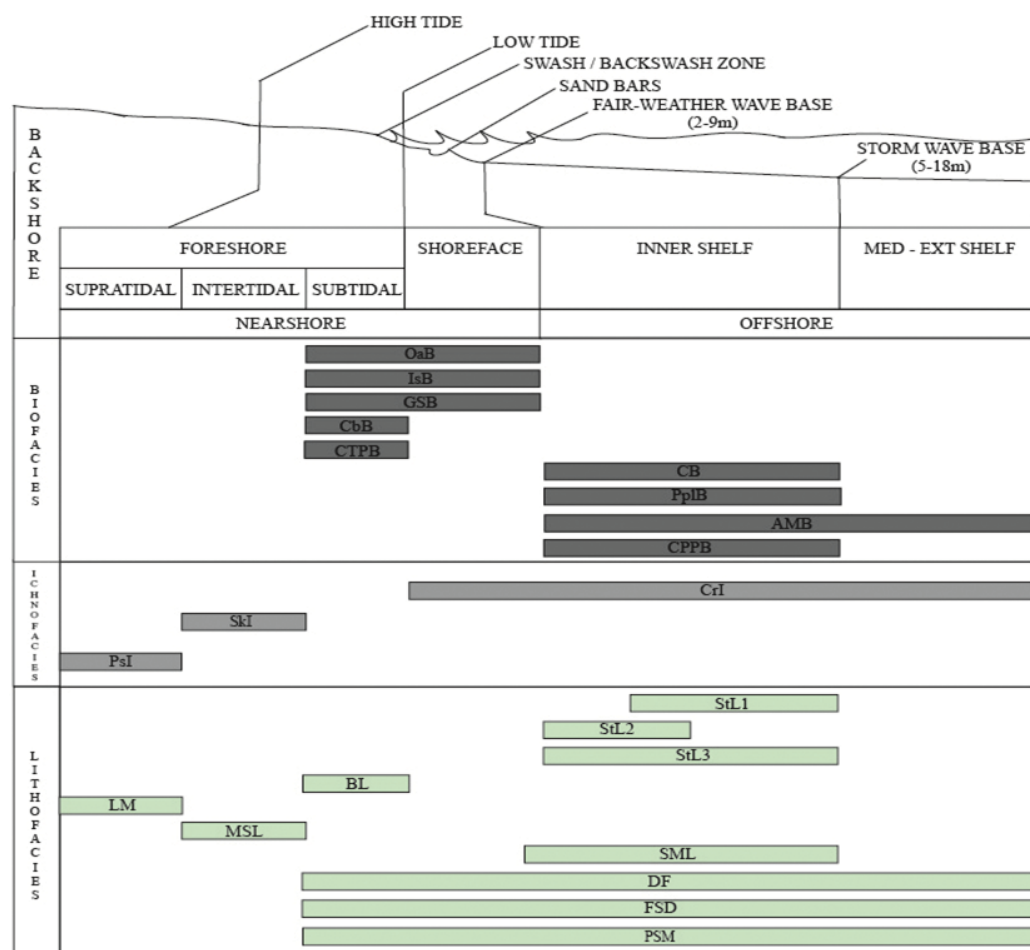 HIGH TIDE
LOW TIDE
SWASH / BACKSWASH ZONE
SAND BARS
FAIR-WEATHER WAVE BASE
(2-9m)
STORM WAVE BASE
(5-18m)
BACKSHORE
FORESHORE
SHOREFACE
INNER SHELF
MED - EXT SHELF
SUPRATIDAL
INTERTIDAL
SUBTIDAL
NEARSHORE
OFFSHORE
BIOFACIES
OaB
IsB
GSB
CbB
CTPB
CB
PplB
AMB
CPPB
ICHNOFACIES
CrI
SkI
PsI
LITHOFACIES
StL1
StL2
StL3
BL
LM
MSL
SML
DF
FSD
PSM